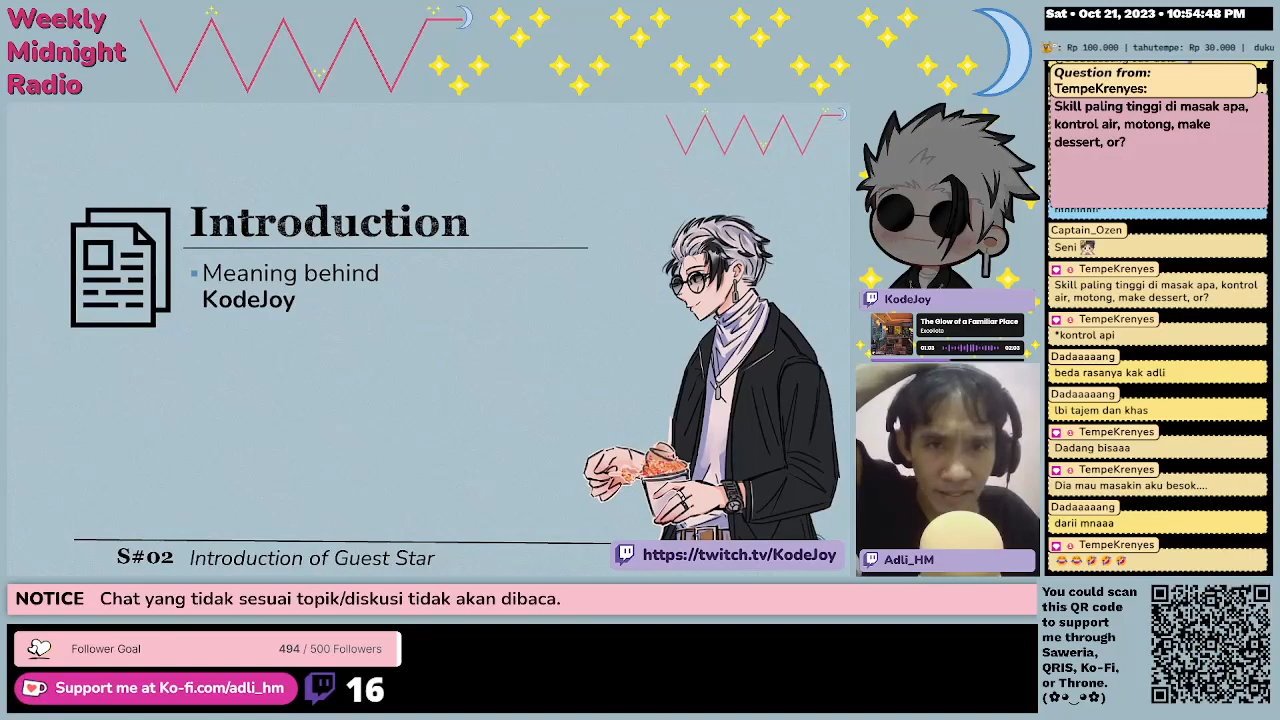 Weekly
Midnight
Radio
Sat • Oct 21, 2023 • 10:54:48 PM
: Rp 100.000 | tahutempe: Rp 30.000 | duku
Question from:
TempeKrenyes:
Skill paling tinggi di masak apa,
kontrol air, motong, make
dessert, or?
Captain_Ozen
Seni
TempeKrenyes
Skill paling tinggi di masak apa, kontrol
air, motong, make dessert, or?
TempeKrenyes
*kontrol api
Dadaaaaang
beda rasanya kak adli
Dadaaaaang
lbi tajem dan khas
TempeKrenyes
Dadang bisaaa
TempeKrenyes
Dia mau masakin aku besok....
Dadaaaaang
darii mnaaa
TempeKrenyes
Introduction
▪ Meaning behind
KodeJoy
S#02 Introduction of Guest Star
https://twitch.tv/KodeJoy
KodeJoy
The Glow of a Familiar Place
01:03
02:03
Adli_HM
NOTICE Chat yang tidak sesuai topik/diskusi tidak akan dibaca.
Follower Goal 494 / 500 Followers
Support me at Ko-fi.com/adli_hm
16
You could scan
this QR code
to support
me through
Saweria,
QRIS, Ko-Fi,
or Throne.
(✿◕‿◕✿)